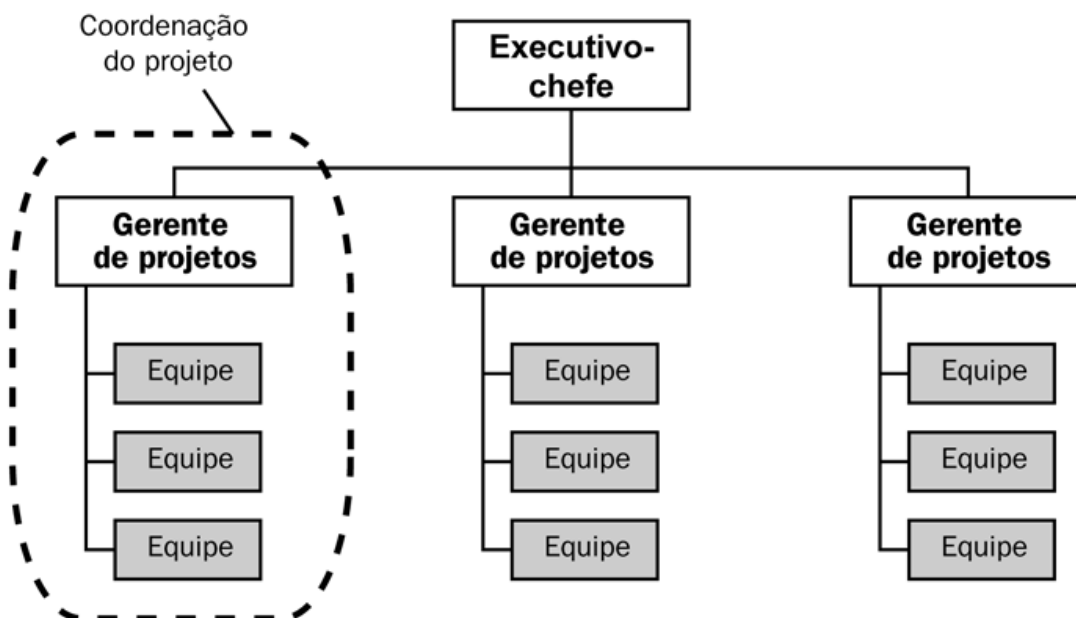 Coordenação
do projeto
Executivo-
chefe
Gerente
de projetos
Gerente
de projetos
Gerente
de projetos
Equipe
Equipe
Equipe
Equipe
Equipe
Equipe
Equipe
Equipe
Equipe